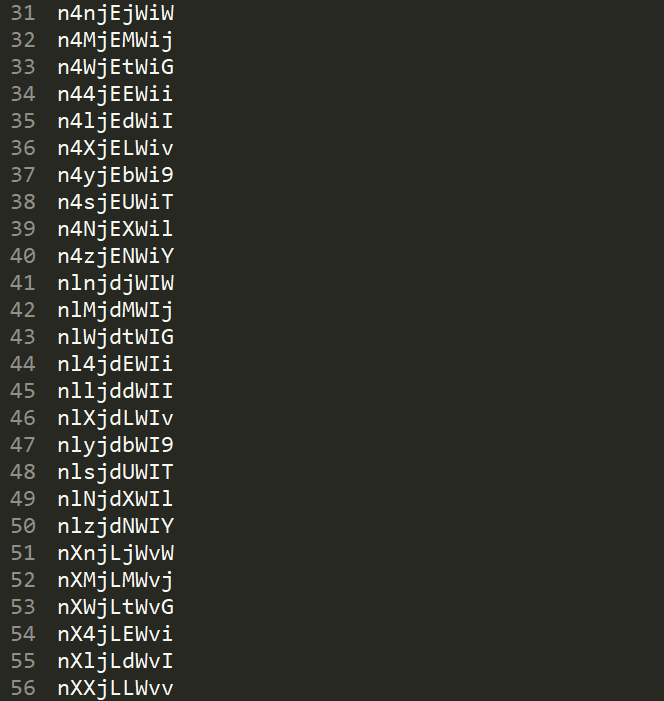 31 n4njEjWiW
32 n4MjEMWij
33 n4WjEtWiG
34 n44jEEWii
35 n4ljEdWiI
36 n4XjELWiv
37 n4yjEbWi9
38 n4sjEUWiT
39 n4NjEXWil
40 n4zjENWiY
41 nlnjdjWIW
42 nlMjdMWIj
43 nlWjdtWIG
44 nl4jdEWIi
45 nlljddWII
46 nlXjdLWIv
47 nlyjdbWI9
48 nlsjdUWIT
49 nlNjdXWIl
50 nlzjdNWIY
51 nXnjLjWvW
52 nXMjLMWvj
53 nXWjLtWvG
54 nX4jLEWvi
55 nXljLdWvI
56 nXXjLLWvv